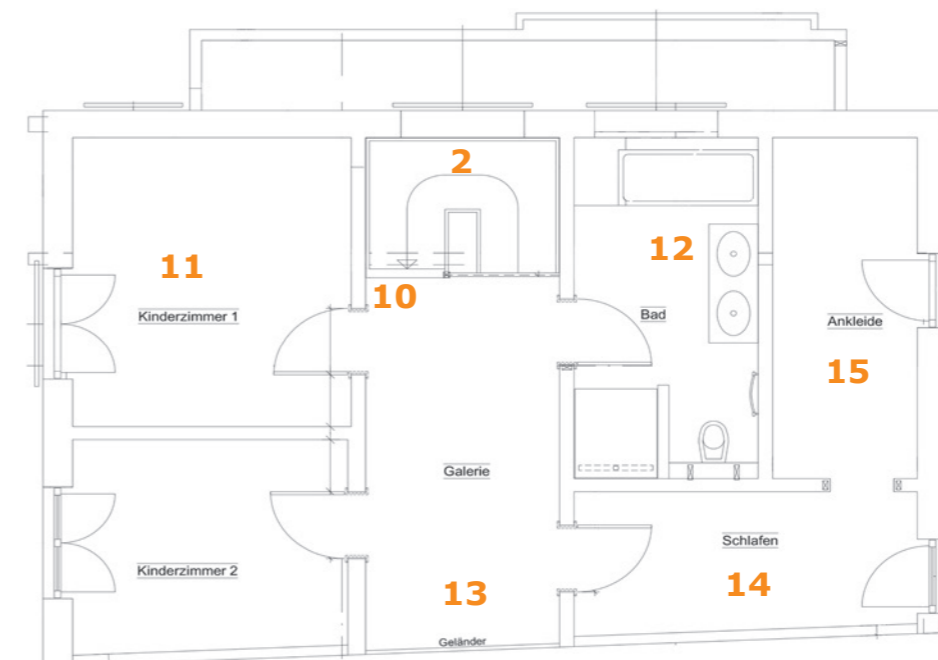 2
12
11
10
Kinderzimmer 1
Bad
Ankleide
15
Galerie
Schlafen
Kinderzimmer 2
14
13
Geländer